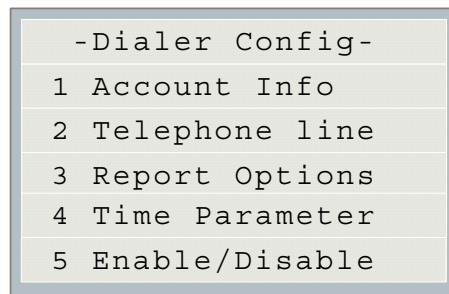 -Dialer Config-
1 Account Info
2 Telephone line
3 Report Options
4 Time Parameter
5 Enable/Disable